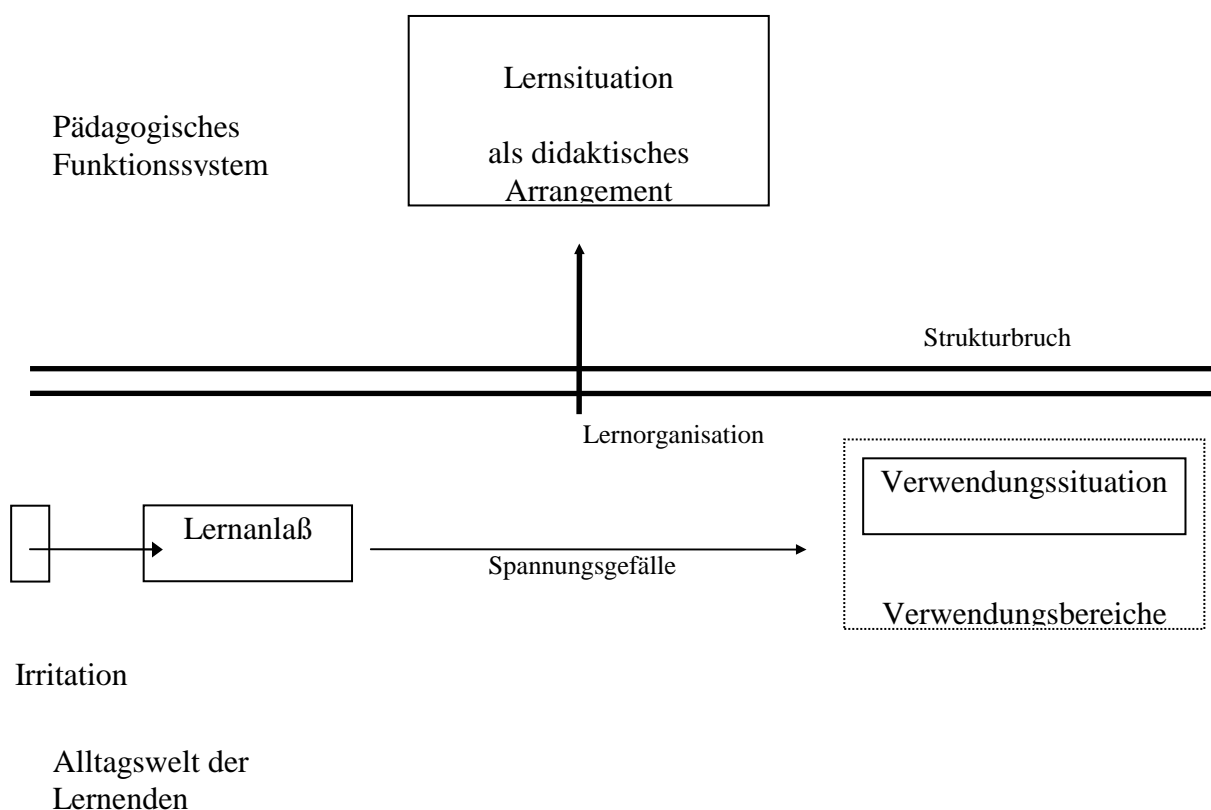 Lernsituation
als didaktisches
Arrangement
Pädagogisches
Funktionssystem
Strukturbruch
Lernorganisation
Verwendungssituation
Lernanlaß
Spannungsgefälle
Verwendungsbereiche
Irritation
Alltagswelt der
Lernenden